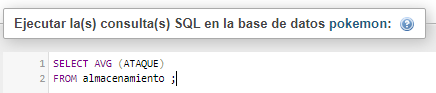 Ejecutar la(s) consulta(s) SQL en la base de datos pokemon:
1 SELECT AVG (ATAQUE)
2 FROM almacenamiento ;